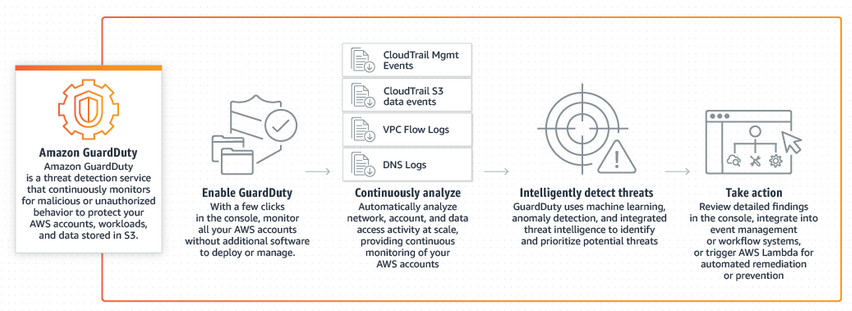 Amazon GuardDuty
Amazon GuardDuty
is a threat detection service
that continuously monitors
for malicious or unauthorized
behavior to protect your
AWS accounts, workloads,
and data stored in S3.
Enable GuardDuty
With a few clicks
in the console, monitor
all your AWS accounts
without additional software
to deploy or manage.
CloudTrail Mgmt
Events
CloudTrail S3
data events
VPC Flow Logs
DNS Logs
Continuously analyze
Automatically analyze
network, account, and data
access activity at scale,
providing continuous
monitoring of your
AWS accounts
Intelligently detect threats
GuardDuty uses machine learning,
anomaly detection, and integrated
threat intelligence to identify
and prioritize potential threats
Take action
Review detailed findings
in the console, integrate into
event management
or workflow systems,
or trigger AWS Lambda for
automated remediation
or prevention